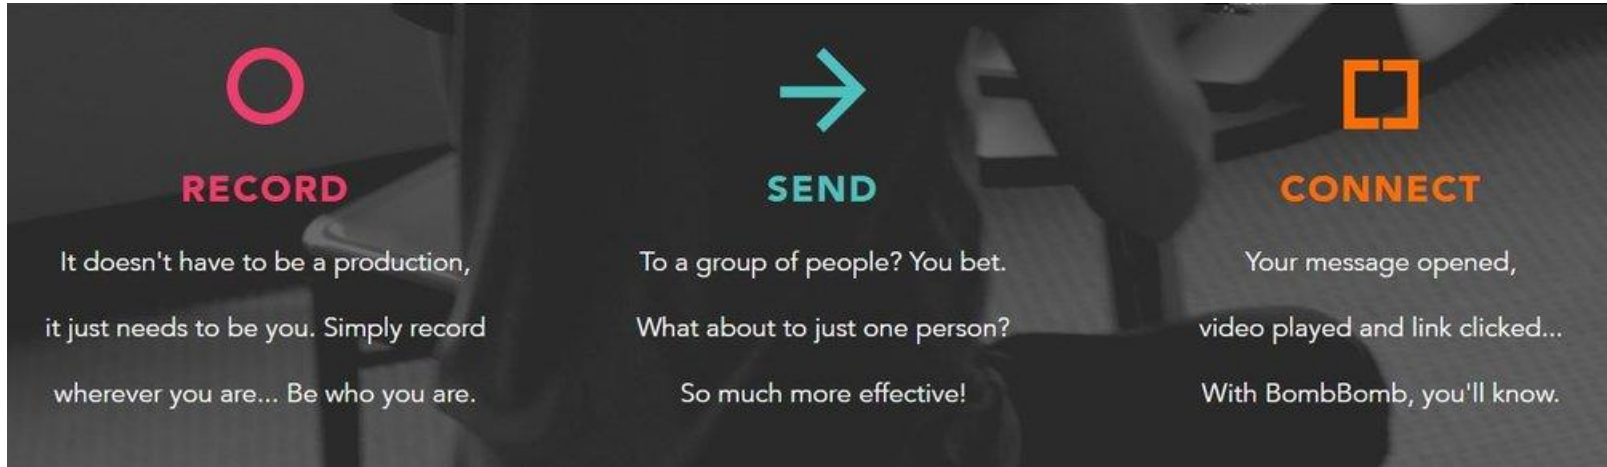 RECORD
It doesn't have to be a production,
it just needs to be you. Simply record
wherever you are... Be who you are.
SEND
To a group of people? You bet.
What about to just one person?
So much more effective!
CONNECT
Your message opened,
video played and link clicked...
With BombBomb, you'll know.